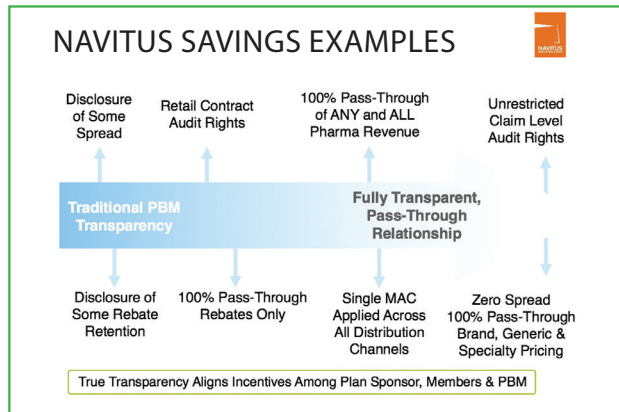 NAVITUS SAVINGS EXAMPLES
NAVITUS
Disclosure
of Some
Spread
Retail Contract
Audit Rights
100% Pass-Through
of ANY and ALL
Pharma Revenue
Unrestricted
Claim Level
Audit Rights
Traditional PBM
Transparency
Fully Transparent,
Pass-Through
Relationship
Disclosure of
Some Rebate
Retention
100% Pass-Through
Rebates Only
Single MAC
Applied Across
All Distribution
Channels
Zero Spread
100% Pass-Through
Brand, Generic &
Specialty Pricing
True Transparency Aligns Incentives Among Plan Sponsor, Members & PBM